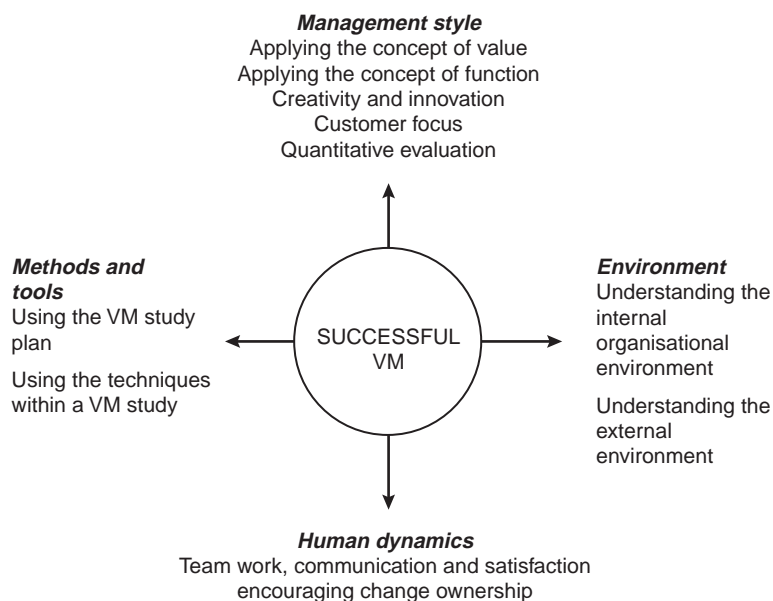 Management style
Applying the concept of value
Applying the concept of function
Creativity and innovation
Customer focus
Quantitative evaluation
Methods and
tools
Using the VM study
plan
Using the techniques
within a VM study
SUCCESSFUL
VM
Environment
Understanding the
internal
organisational
environment
Understanding the
external
environment
Human dynamics
Team work, communication and satisfaction
encouraging change ownership